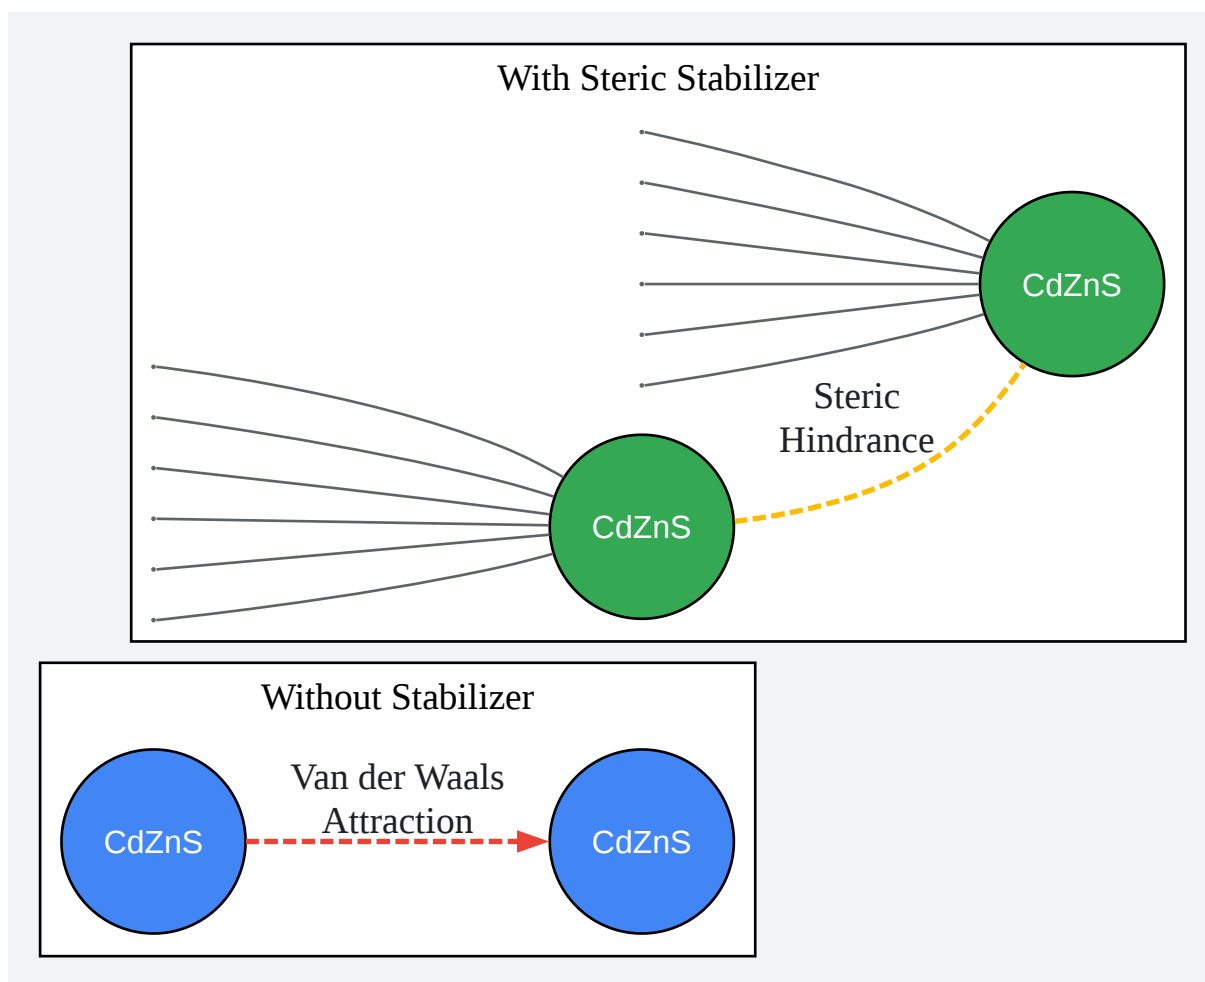 With Steric Stabilizer
CdZnS
Steric
Hindrance
CdZnS
Without Stabilizer
Van der Waals
Attraction
CdZnS
CdZnS